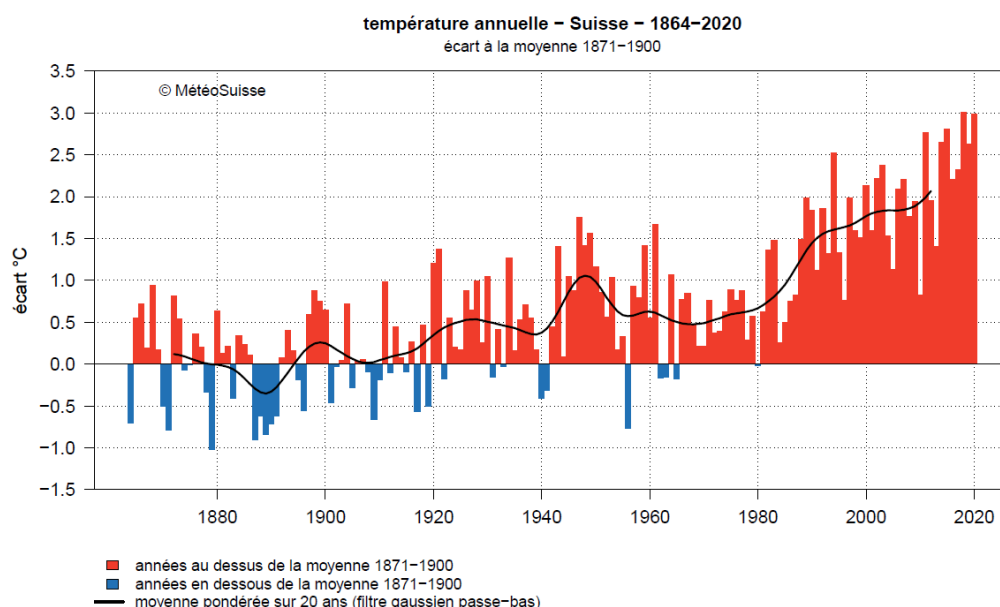 température annuelle − Suisse − 1864−2020
écart à la moyenne 1871−1900
© MétéoSuisse
écart °C
3.5
3.0
2.5
2.0
1.5
1.0
0.5
0.0
−0.5
−1.0
−1.5
1880 1900 1920 1940 1960 1980 2000 2020
années au dessus de la moyenne 1871−1900
années en dessous de la moyenne 1871−1900
moyenne pondérée sur 20 ans (filtre gaussien passe−bas)